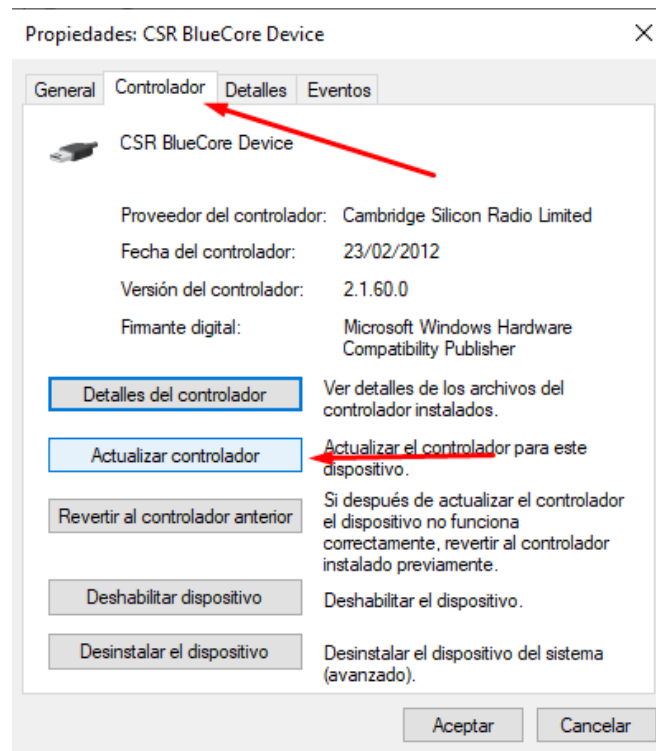 Propiedades: CSR BlueCore Device
General Controlador Detalles Eventos
CSR BlueCore Device
Proveedor del controlador: Cambridge Silicon Radio Limited
Fecha del controlador: 23/02/2012
Versión del controlador: 2.1.60.0
Firmante digital: Microsoft Windows Hardware
Compatibility Publisher
Detalles del controlador Ver detalles de los archivos del
controlador instalados.
Actualizar controlador Actualizar el controlador para este
dispositivo.
Revertir al controlador anterior Si después de actualizar el controlador
el dispositivo no funciona
correctamente, revertir al controlador
instalado previamente.
Deshabilitar dispositivo Deshabilitar el dispositivo.
Desinstalar el dispositivo Desinstalar el dispositivo del sistema
(avanzado).
Aceptar Cancelar